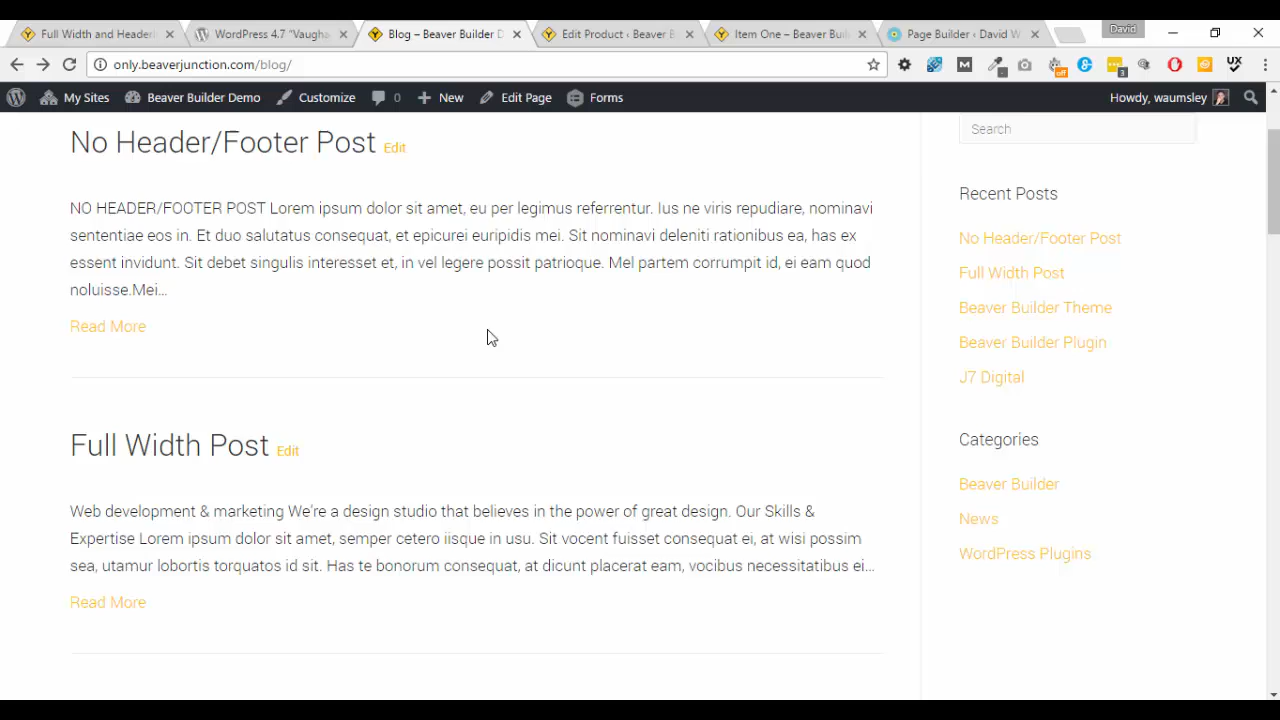 Full Width and Header
WordPress 4.7 “Vaugha
Blog – Beaver Builder D
Edit Product ‹ Beaver B
Item One – Beaver Buil
Page Builder ‹ David W
David
only.beaverjunction.com/blog/
off
3
UX
My Sites
Beaver Builder Demo
Customize
0
New
Edit Page
Forms
Howdy, waumsley
No Header/Footer Post Edit
NO HEADER/FOOTER POST Lorem ipsum dolor sit amet, eu per legimus referrentur. Ius ne viris repudiare, nominavi
sententiae eos in. Et duo salutatus consequat, et epicurei euripidis mei. Sit nominavi deleniti rationibus ea, has ex
essent invidunt. Sit debet singulis interesset et, in vel legere possit patrioque. Mel partem corrumpit id, ei eam quod
noluisse.Mei...
Read More
Full Width Post Edit
Web development & marketing We're a design studio that believes in the power of great design. Our Skills &
Expertise Lorem ipsum dolor sit amet, semper cetero iisque in usu. Sit vocent fuisset consequat ei, at wisi possim
sea, utamur lobortis torquatos id sit. Has te bonorum consequat, at dicunt placerat eam, vocibus necessitatibus ei...
Read More
Search
Recent Posts
No Header/Footer Post
Full Width Post
Beaver Builder Theme
Beaver Builder Plugin
J7 Digital
Categories
Beaver Builder
News
WordPress Plugins